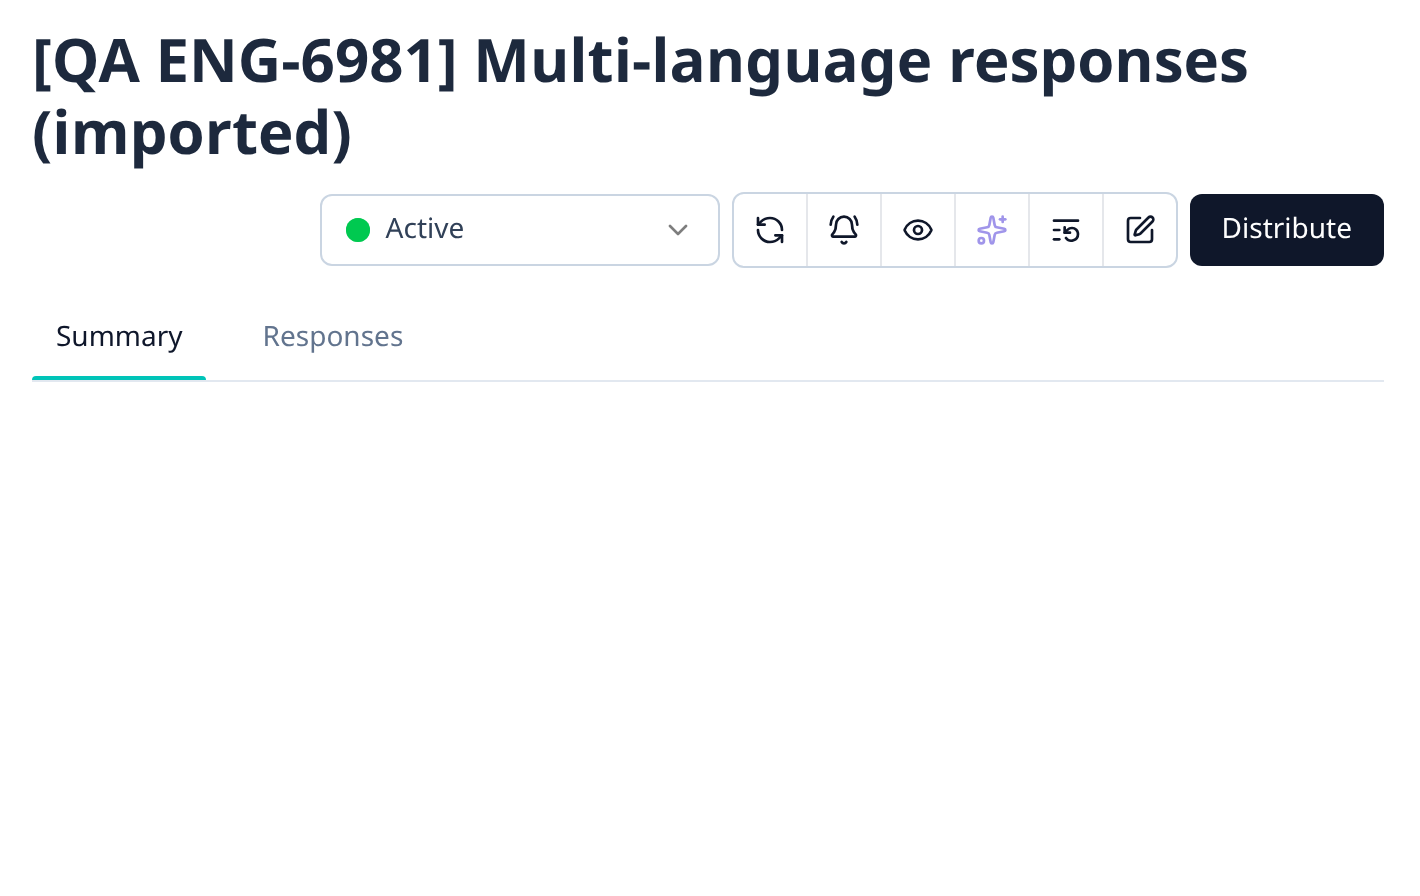 [QA ENG-6981] Multi-language responses
(imported)
Active
Distribute
Summary
Responses